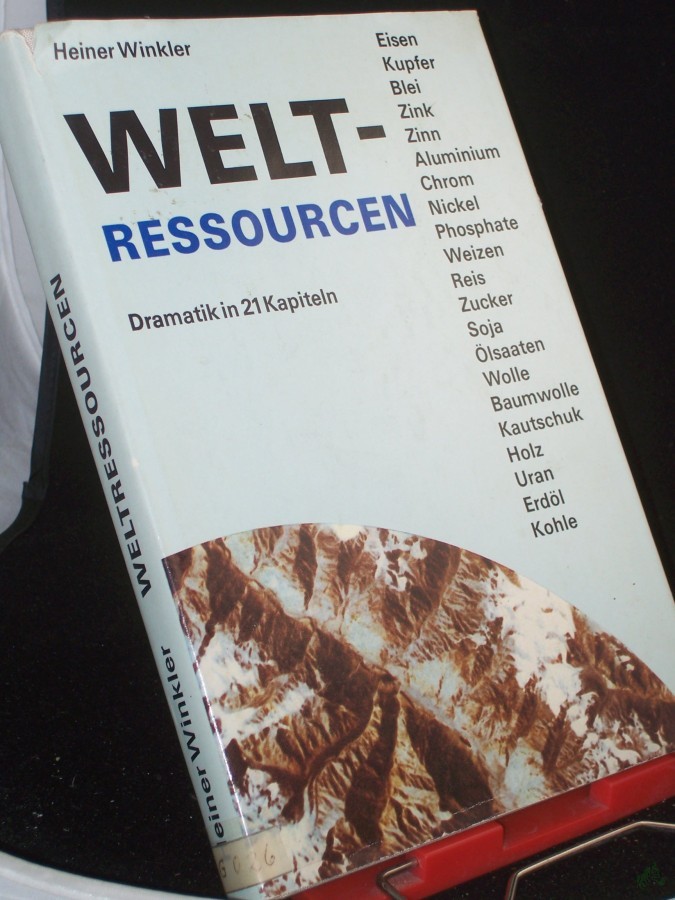 Heiner Winkler
WELT-
RESSOURCEN
Dramatik in 21 Kapiteln
Eisen
Kupfer
Blei
Zink
Zinn
Aluminium
Chrom
Nickel
Phosphate
Weizen
Reis
Zucker
Soja
Ölsaaten
Wolle
Baumwolle
Kautschuk
Holz
Uran
Erdöl
Kohle
WELTRESSOURCEN
einer Winkler